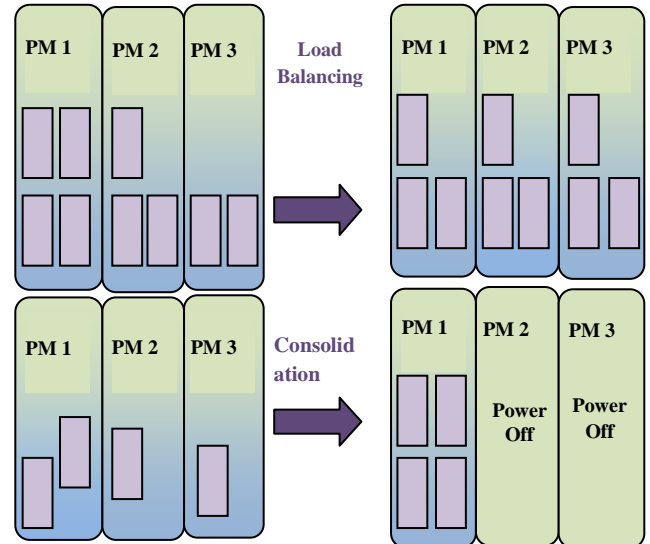 PM 1
PM 2
PM 3
Load
Balancing
PM 1
PM 2
PM 3
PM 1
PM 2
PM 3
Consolid
ation
PM 1
PM 2
PM 3
Power
Off
Power
Off